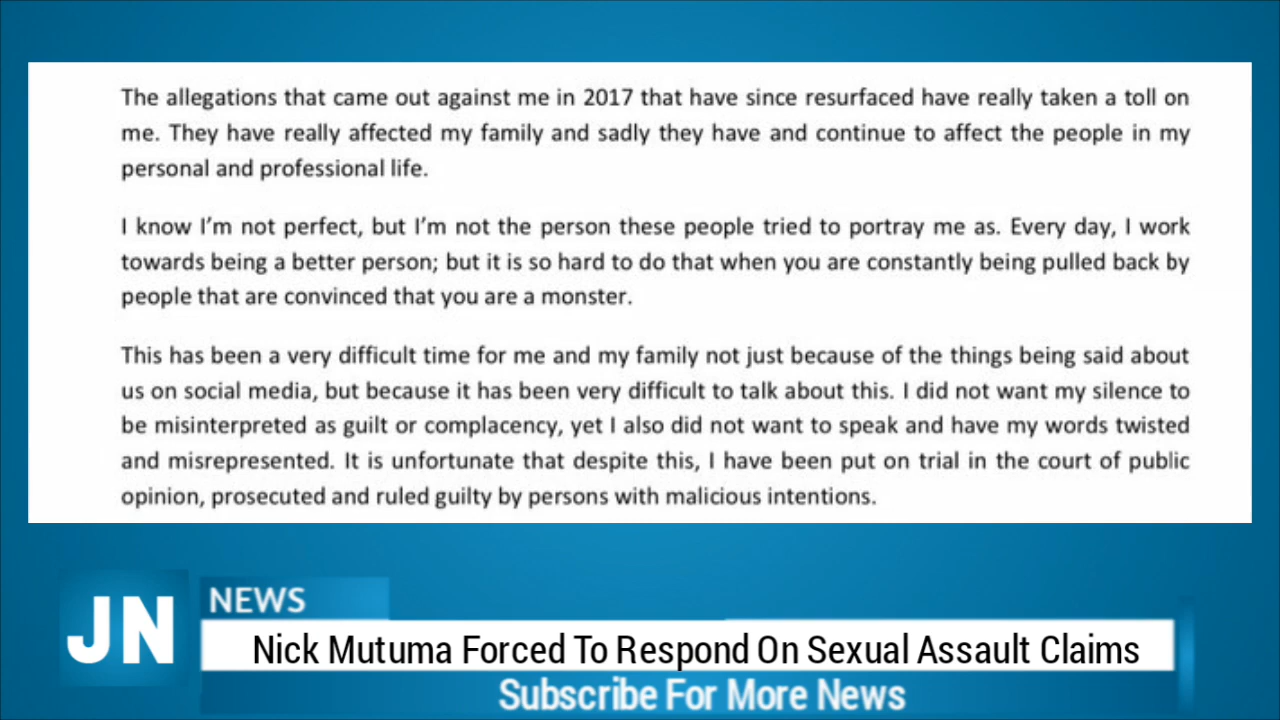 The allegations that came out against me in 2017 that have since resurfaced have really taken a toll on
me. They have really affected my family and sadly they have and continue to affect the people in my
personal and professional life.
I know I’m not perfect, but I’m not the person these people tried to portray me as. Every day, I work
towards being a better person; but it is so hard to do that when you are constantly being pulled back by
people that are convinced that you are a monster.
This has been a very difficult time for me and my family not just because of the things being said about
us on social media, but because it has been very difficult to talk about this. I did not want my silence to
be misinterpreted as guilt or complacency, yet I also did not want to speak and have my words twisted
and misrepresented. It is unfortunate that despite this, I have been put on trial in the court of public
opinion, prosecuted and ruled guilty by persons with malicious intentions.
JN
NEWS
Nick Mutuma Forced To Respond On Sexual Assault Claims
Subscribe For More News